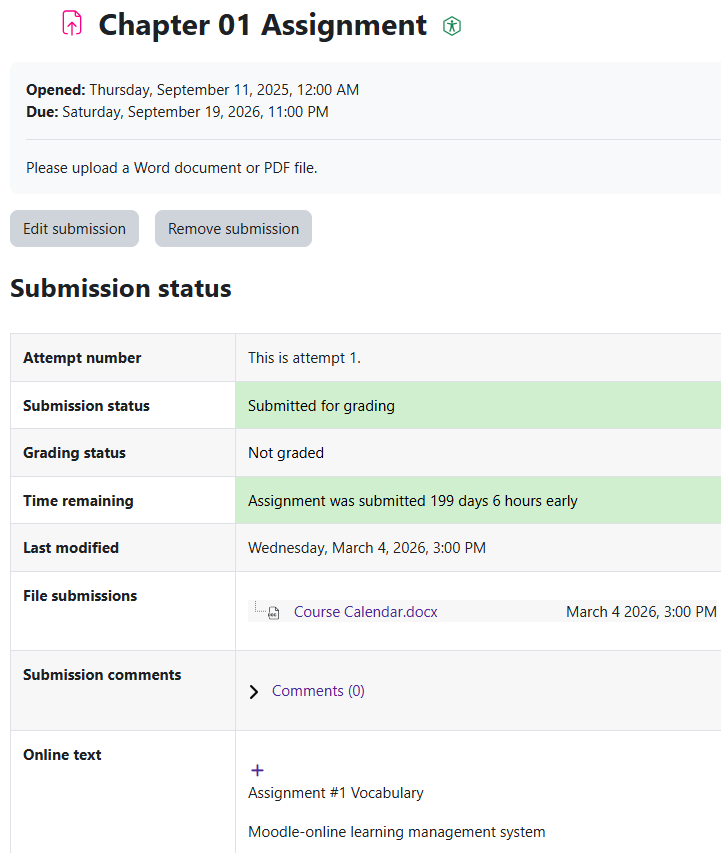 Chapter 01 Assignment
Opened: Thursday, September 11, 2025, 12:00 AM
Due: Saturday, September 19, 2026, 11:00 PM
Please upload a Word document or PDF file.
Edit submission Remove submission
Submission status
Attempt number This is attempt 1.
Submission status Submitted for grading
Grading status Not graded
Time remaining Assignment was submitted 199 days 6 hours early
Last modified Wednesday, March 4, 2026, 3:00 PM
File submissions
Course Calendar.docx March 4 2026, 3:00 PM
Submission comments
Comments (0)
Online text
+
Assignment #1 Vocabulary
Moodle-online learning management system